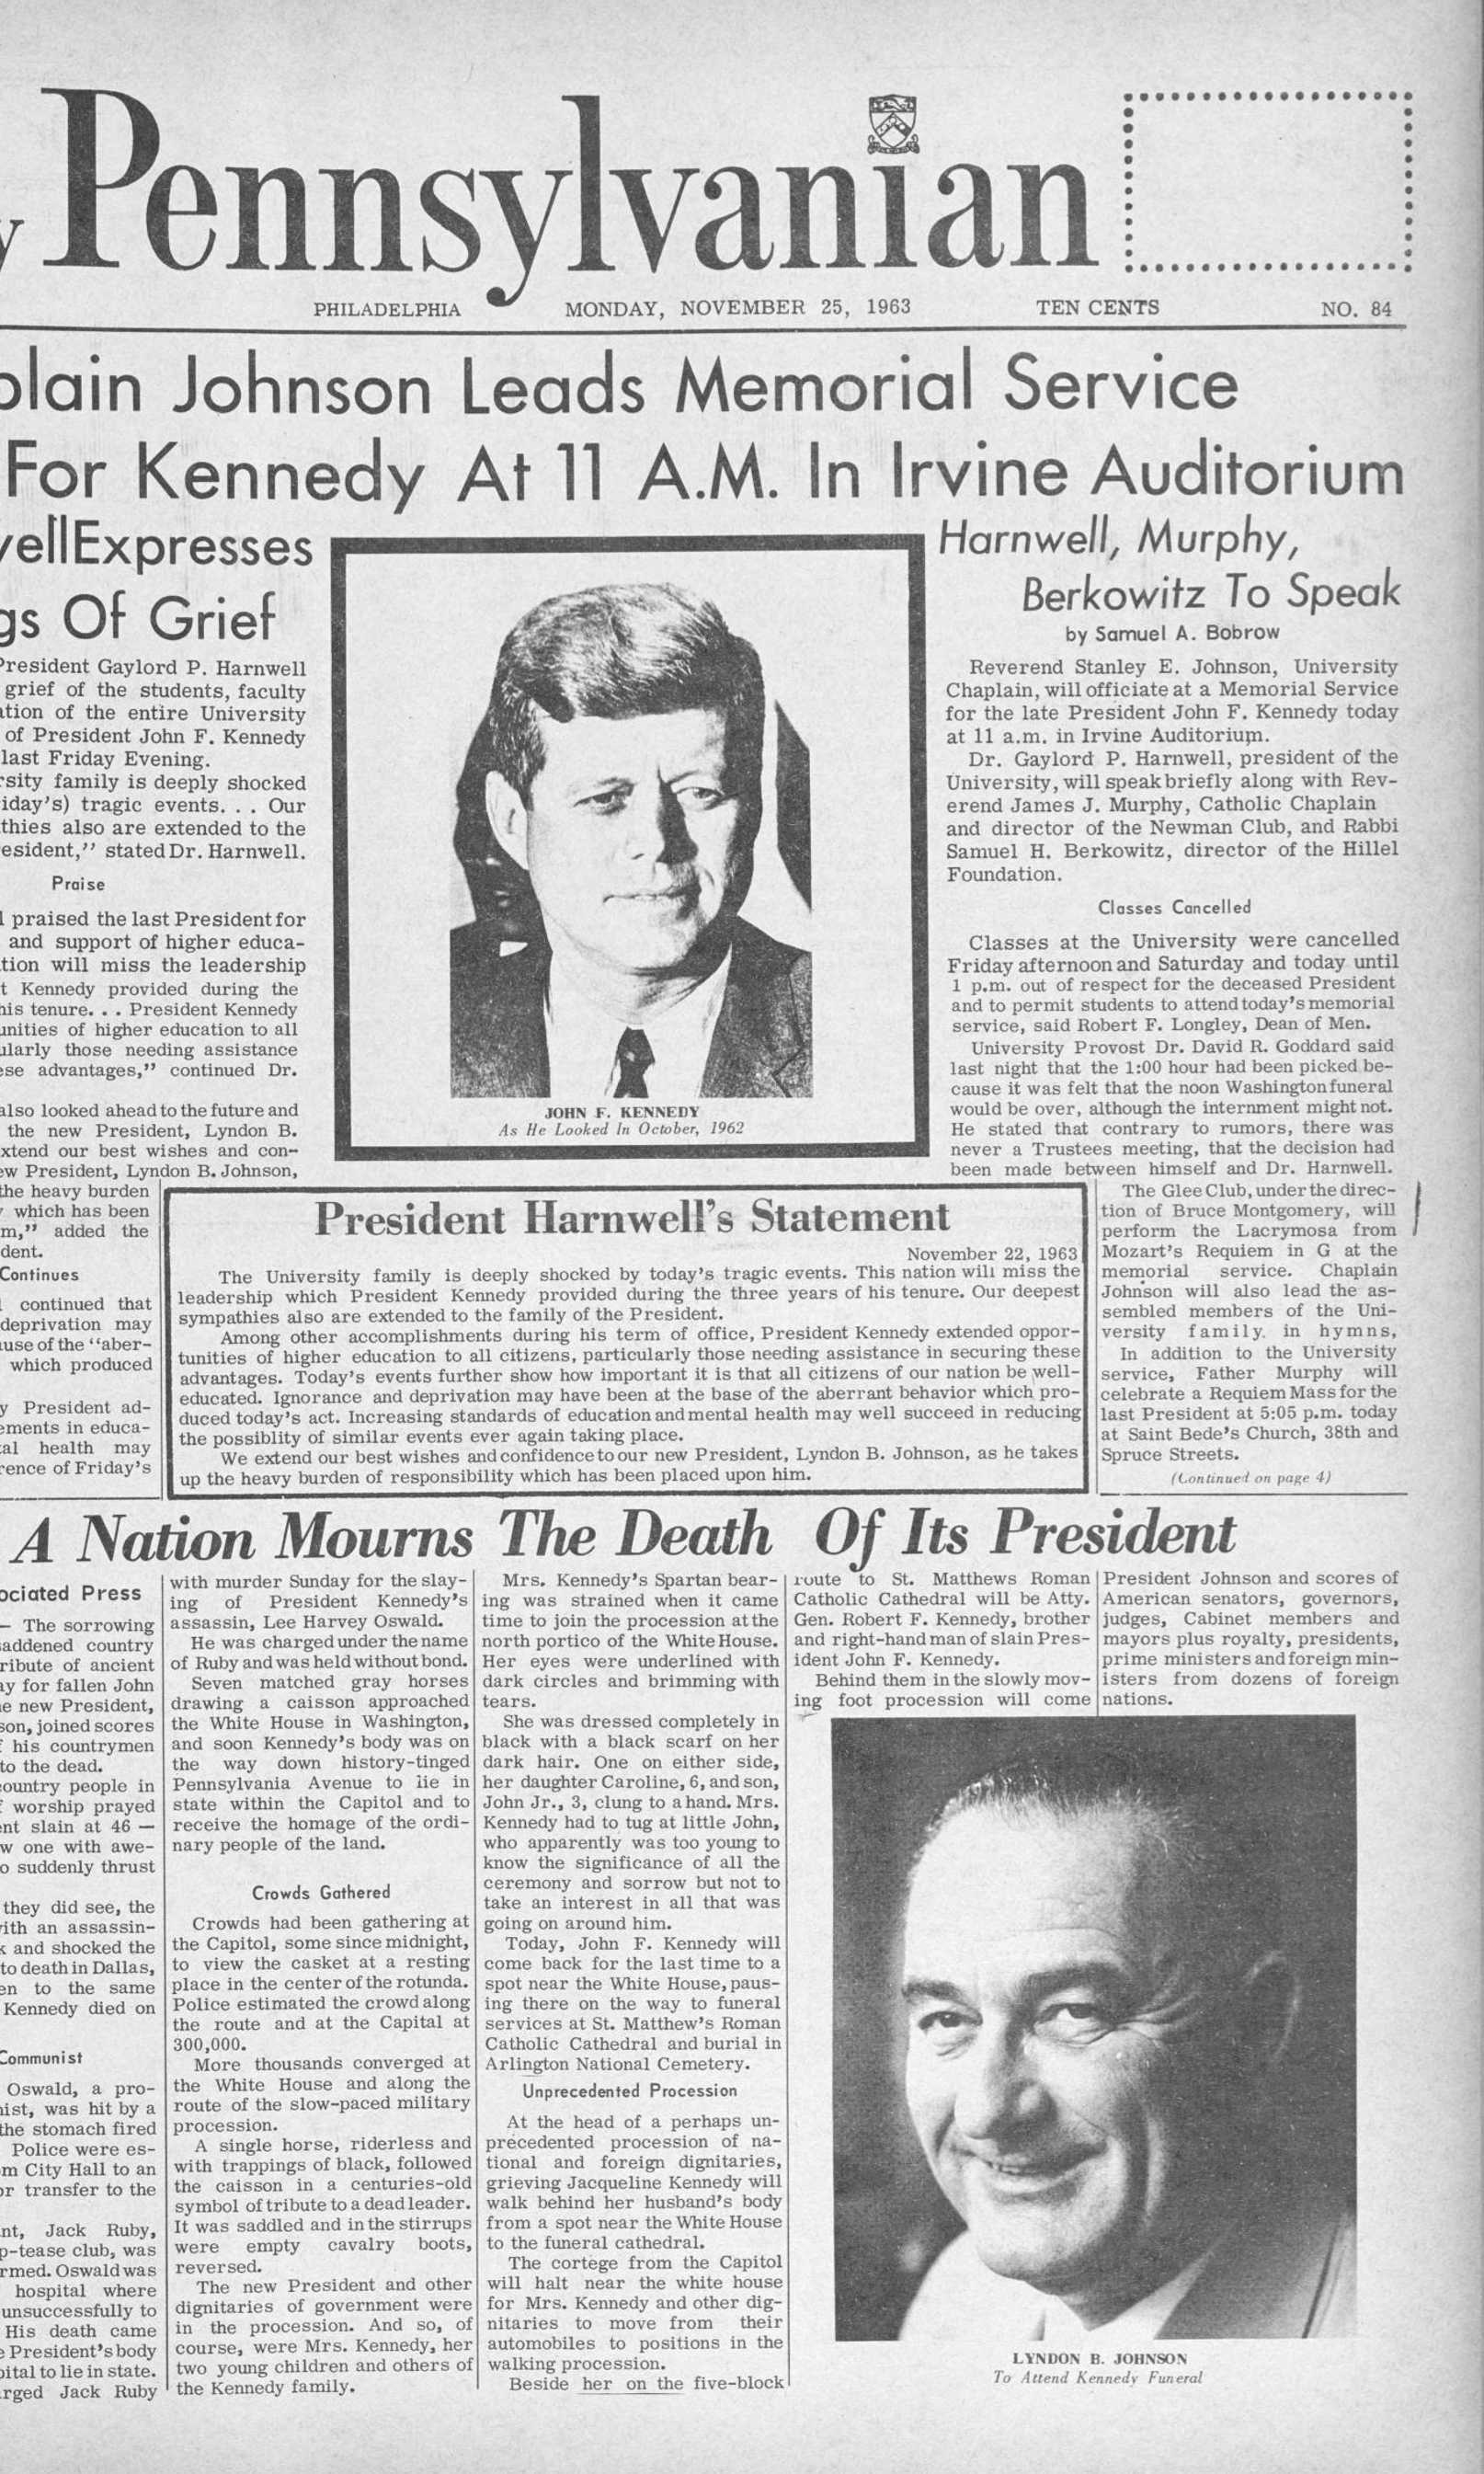 Pennsylvanian
PHILADELPHIA MONDAY, NOVEMBER 25, 1963 TEN CENTS NO. 84
plain Johnson Leads Memorial Service
For Kennedy At 11 A.M. In Irvine Auditorium
vellExpresses
gs Of Grief
President Gaylord P. Harnwell
grief of the students, faculty
ation of the entire University
of President John F. Kennedy
last Friday Evening.
rsity family is deeply shocked
iday's) tragic events. . . Our
thies also are extended to the
esident,'' stated Dr. Harnwell.
Praise
l praised the last President for
and support of higher educa-
tion will miss the leadership
t Kennedy provided during the
his tenure. . . President Kennedy
unities of higher education to all
ularly those needing assistance
ese advantages,'' continued Dr.
also looked ahead to the future and
the new President, Lyndon B.
xtend our best wishes and con-
ew President, Lyndon B. Johnson,
the heavy burden
which has been
m,'' added the
dent.
Continues
l continued that
deprivation may
use of the ''aber-
which produced
y President ad-
ements in educa-
al health may
rence of Friday's
JOHN F. KENNEDY
As He Looked In October, 1962
Harnwell, Murphy,
Berkowitz To Speak
by Samuel A. Bobrow
Reverend Stanley E. Johnson, University
Chaplain, will officiate at a Memorial Service
for the late President John F. Kennedy today
at 11 a.m. in Irvine Auditorium.
Dr. Gaylord P. Harnwell, president of the
University, will speak briefly along with Rev-
erend James J. Murphy, Catholic Chaplain
and director of the Newman Club, and Rabbi
Samuel H. Berkowitz, director of the Hillel
Foundation.
Classes Cancelled
Classes at the University were cancelled
Friday afternoon and Saturday and today until
1 p.m. out of respect for the deceased President
and to permit students to attend today's memorial
service, said Robert F. Longley, Dean of Men.
University Provost Dr. David R. Goddard said
last night that the 1:00 hour had been picked be-
cause it was felt that the noon Washington funeral
would be over, although the internment might not.
He stated that contrary to rumors, there was
never a Trustees meeting, that the decision had
been made between himself and Dr. Harnwell.
The Glee Club, under the direc-
tion of Bruce Montgomery, will
perform the Lacrymosa from
Mozart's Requiem in G at the
memorial service. Chaplain
Johnson will also lead the as-
sembled members of the Uni-
versity family in hymns,
In addition to the University
service, Father Murphy will
celebrate a Requiem Mass for the
last President at 5:05 p.m. today
at Saint Bede's Church, 38th and
Spruce Streets.
(Continued on page 4)
President Harnwell's Statement
November 22, 1963
The University family is deeply shocked by today's tragic events. This nation will miss the
leadership which President Kennedy provided during the three years of his tenure. Our deepest
sympathies also are extended to the family of the President.
Among other accomplishments during his term of office, President Kennedy extended oppor-
tunities of higher education to all citizens, particularly those needing assistance in securing these
advantages. Today's events further show how important it is that all citizens of our nation be well-
educated. Ignorance and deprivation may have been at the base of the aberrant behavior which pro-
duced today's act. Increasing standards of education and mental health may well succeed in reducing
the possiblity of similar events ever again taking place.
We extend our best wishes and confidence to our new President, Lyndon B. Johnson, as he takes
up the heavy burden of responsibility which has been placed upon him.
A Nation Mourns The Death Of Its President
ociated Press
— The sorrowing
addened country
ribute of ancient
ay for fallen John
e new President,
son, joined scores
f his countrymen
to the dead.
country people in
f worship prayed
ent slain at 46 —
w one with awe-
o suddenly thrust
they did see, the
with an assassin-
k and shocked the
to death in Dallas,
en to the same
Kennedy died on
Communist
Oswald, a pro-
nist, was hit by a
the stomach fired
Police were es-
m City Hall to an
or transfer to the
nt, Jack Ruby,
p-tease club, was
rmed. Oswald was
hospital where
unsuccessfully to
His death came
e President's body
pital to lie in state.
rged Jack Ruby
with murder Sunday for the slay-
ing of President Kennedy's
assassin, Lee Harvey Oswald.
He was charged under the name
of Ruby and was held without bond.
Seven matched gray horses
drawing a caisson approached
the White House in Washington,
and soon Kennedy's body was on
the way down history-tinged
Pennsylvania Avenue to lie in
state within the Capitol and to
receive the homage of the ordi-
nary people of the land.
Crowds Gathered
Crowds had been gathering at
the Capitol, some since midnight,
to view the casket at a resting
place in the center of the rotunda.
Police estimated the crowd along
the route and at the Capital at
300,000.
More thousands converged at
the White House and along the
route of the slow-paced military
procession.
A single horse, riderless and
with trappings of black, followed
the caisson in a centuries-old
symbol of tribute to a dead leader.
It was saddled and in the stirrups
were empty cavalry boots,
reversed.
The new President and other
dignitaries of government were
in the procession. And so, of
course, were Mrs. Kennedy, her
two young children and others of
the Kennedy family.
Mrs. Kennedy's Spartan bear-
ing was strained when it came
time to join the procession at the
north portico of the White House.
Her eyes were underlined with
dark circles and brimming with
tears.
She was dressed completely in
black with a black scarf on her
dark hair. One on either side,
her daughter Caroline, 6, and son,
John Jr., 3, clung to a hand. Mrs.
Kennedy had to tug at little John,
who apparently was too young to
know the significance of all the
ceremony and sorrow but not to
take an interest in all that was
going on around him.
Today, John F. Kennedy will
come back for the last time to a
spot near the White House, paus-
ing there on the way to funeral
services at St. Matthew's Roman
Catholic Cathedral and burial in
Arlington National Cemetery.
Unprecedented Procession
At the head of a perhaps un-
precedented procession of na-
tional and foreign dignitaries,
grieving Jacqueline Kennedy will
walk behind her husband's body
from a spot near the White House
to the funeral cathedral.
The cortege from the Capitol
will halt near the white house
for Mrs. Kennedy and other dig-
nitaries to move from their
automobiles to positions in the
walking procession.
Beside her on the five-block
route to St. Matthews Roman
Catholic Cathedral will be Atty.
Gen. Robert F. Kennedy, brother
and right-hand man of slain Pres-
ident John F. Kennedy.
Behind them in the slowly mov-
ing foot procession will come
President Johnson and scores of
American senators, governors,
judges, Cabinet members and
mayors plus royalty, presidents,
prime ministers and foreign min-
isters from dozens of foreign
nations.
LYNDON B. JOHNSON
To Attend Kennedy Funeral